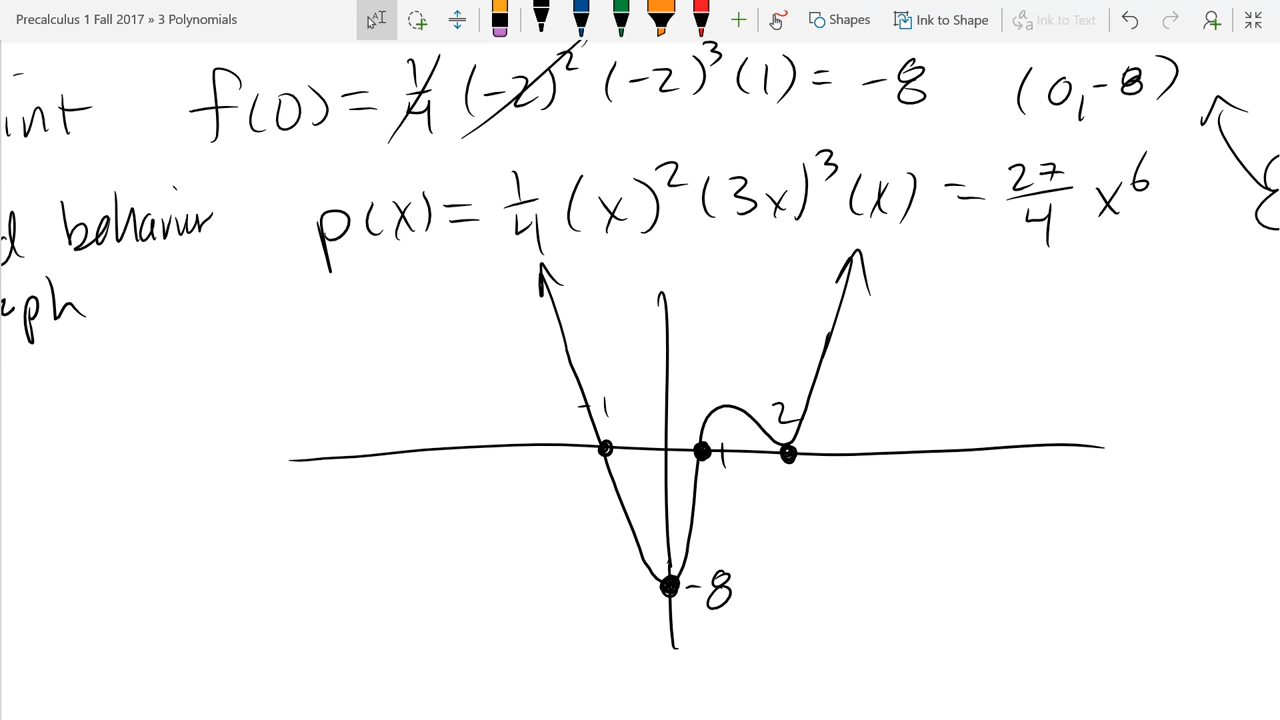 Precalculus 1 Fall 2017 » 3 Polynomials
Shapes
Ink to Shape
Ink to Text
int f(0) = 1/4 (-2)² (-2)³ (1) = -8 (0,-8)
behavior p(x) = 1/4 (x)² (3x)³ (x) = 27/4 x⁶
-1
2
1
-8